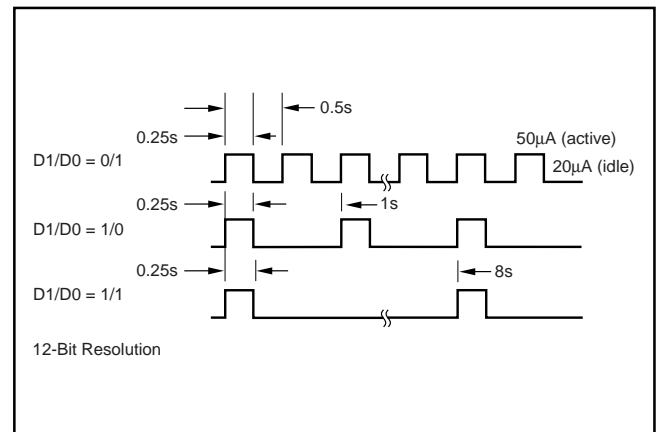 0.5s
0.25s
50μA (active)
D1/D0 = 0/1
20μA (idle)
0.25s
1s
D1/D0 = 1/0
0.25s
8s
D1/D0 = 1/1
12-Bit Resolution